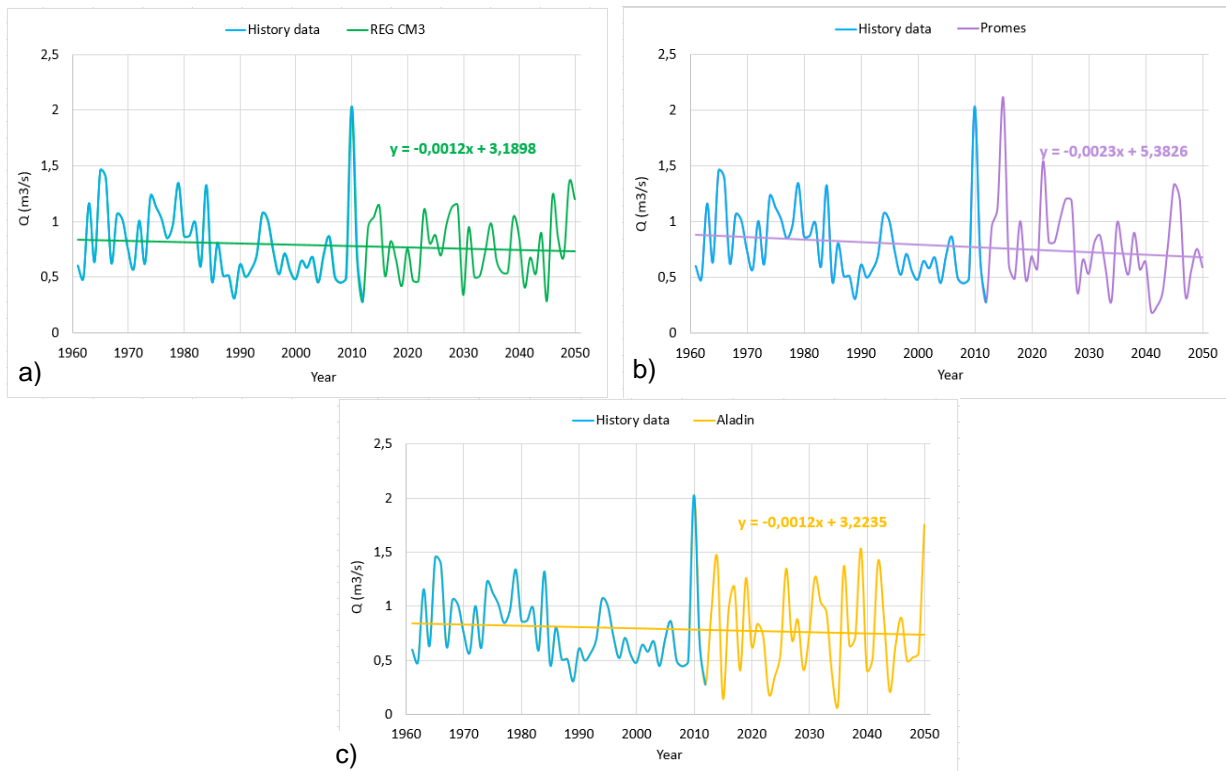 History data REG CM3
2,5
2
1,5
1
0,5
0
Q (m3/s)
y = -0,0012x + 3,1898
1960 1970 1980 1990 2000 2010 2020 2030 2040 2050
Year
a)
History data Promes
2,5
2
1,5
1
0,5
0
Q (m3/s)
y = -0,0023x + 5,3826
1960 1970 1980 1990 2000 2010 2020 2030 2040 2050
Year
b)
History data Aladin
2,5
2
1,5
1
0,5
0
Q (m3/s)
y = -0,0012x + 3,2235
1960 1970 1980 1990 2000 2010 2020 2030 2040 2050
Year
c)